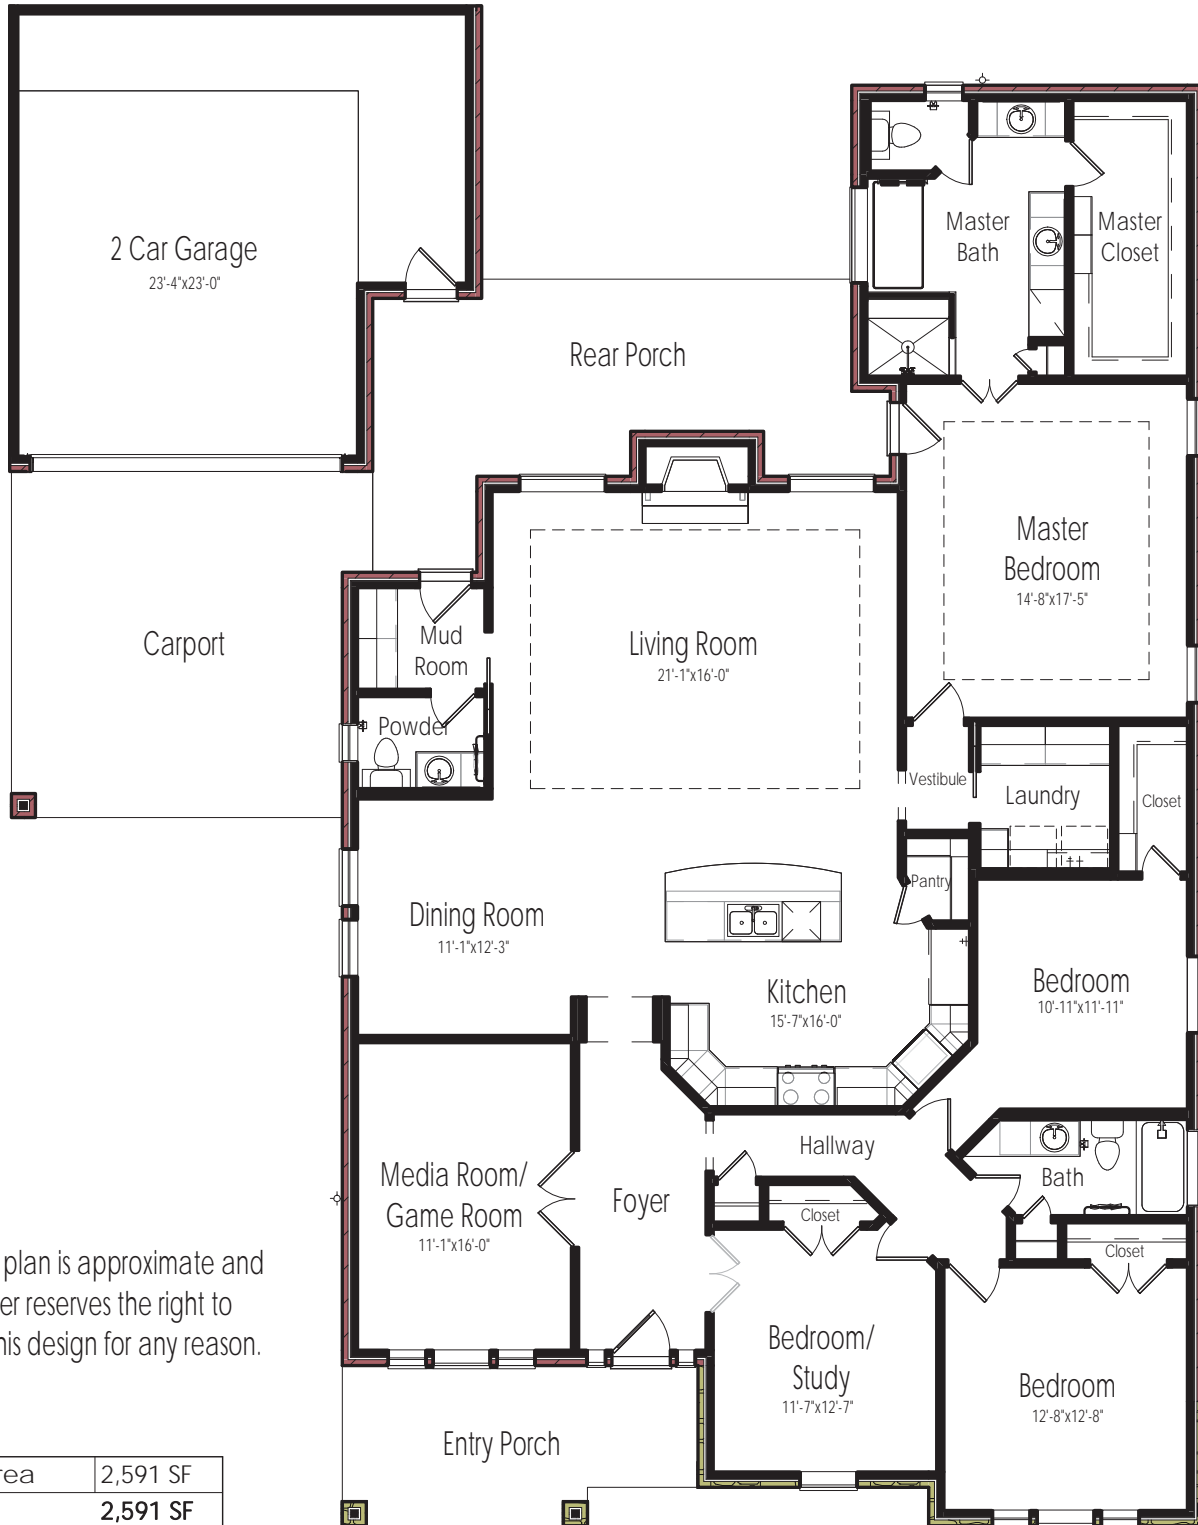 2 Car Garage
23'-4"x23'-0"
Master
Bath
Master
Closet
Rear Porch
Master
Bedroom
14'-8"x17'-5"
Carport
Mud
Room
Living Room
21'-1"x16'-0"
Powder
Vestibule
Laundry
Closet
Pantry
Dining Room
11'-1"x12'-3"
Kitchen
15'-7"x16'-0"
Bedroom
10'-11"x11'-11"
Hallway
Bath
Media Room/
Game Room
11'-1"x16'-0"
Foyer
Closet
Closet
plan is approximate and
er reserves the right to
his design for any reason.
Bedroom/
Study
11'-7"x12'-7"
Bedroom
12'-8"x12'-8"
Entry Porch
rea 2,591 SF
2,591 SF